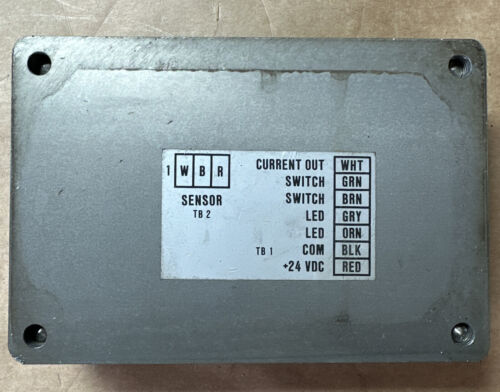 1 W B R
SENSOR
TB 2
CURRENT OUT WHT
SWITCH GRN
SWITCH BRN
LED GRY
LED ORN
TB 1 COM BLK
+24 VDC RED